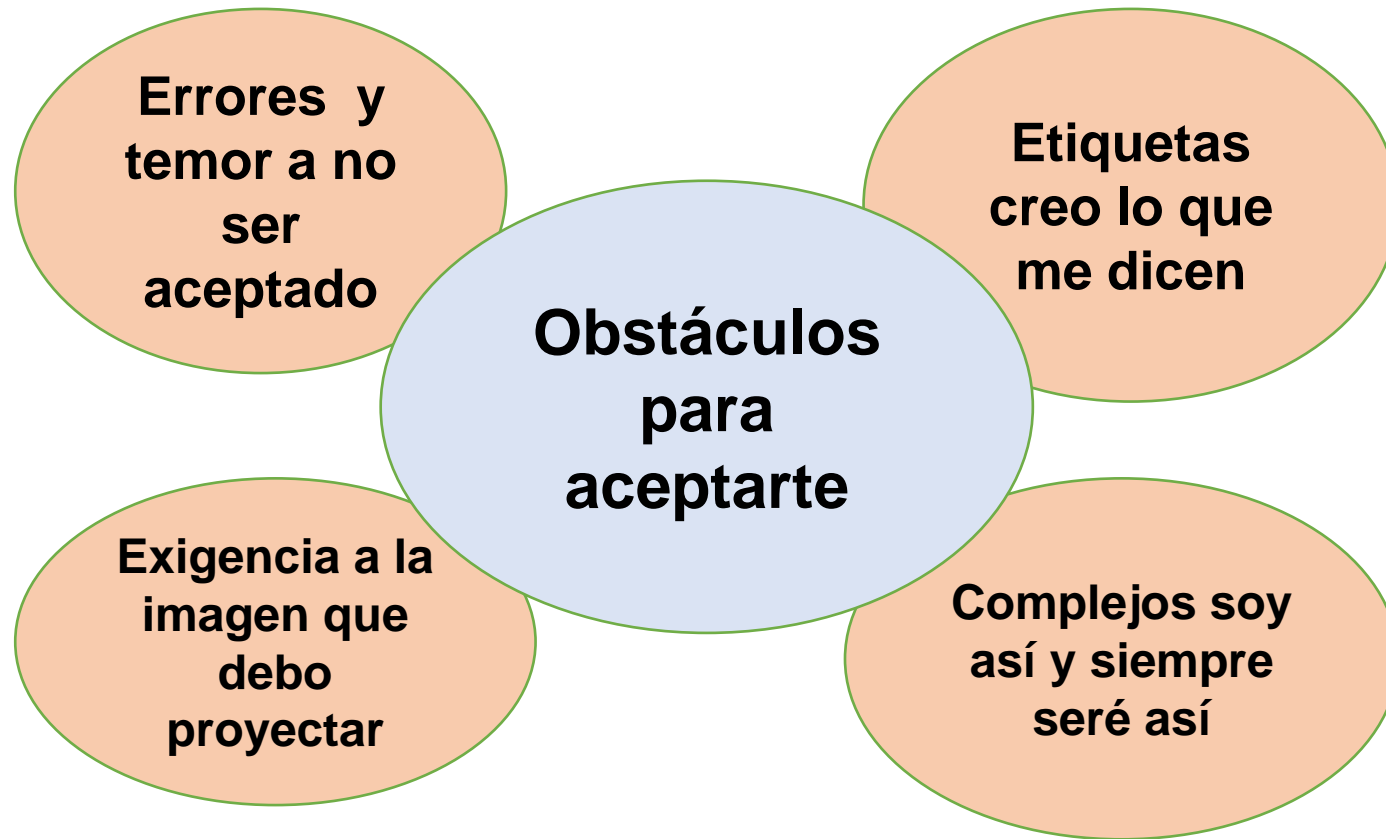 Errores y
temor a no
ser
aceptado
Etiquetas
creo lo que
me dicen
Obstáculos
para
aceptarte
Exigencia a la
imagen que
debo
proyectar
Complejos soy
así y siempre
seré así